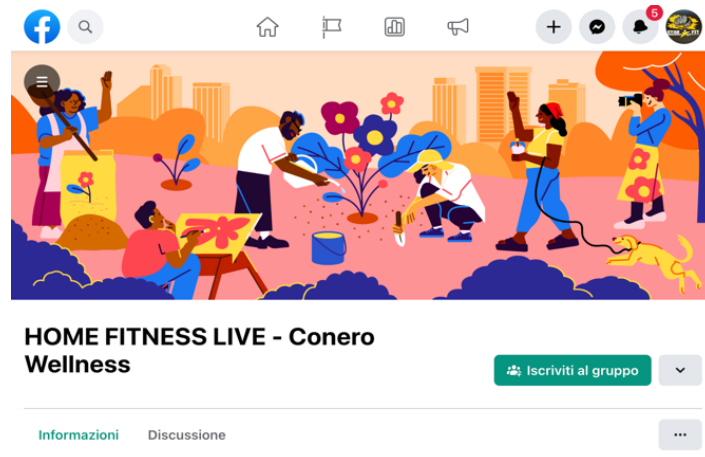 5
HOME FITNESS LIVE - Conero
Wellness
Iscriviti al gruppo
Informazioni
Discussione